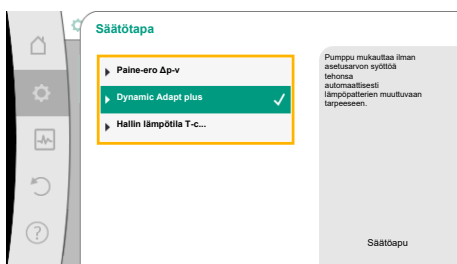 Säätötapa
Paine-ero Δp-v
Dynamic Adapt plus
Hallin lämpötila T-c...
Pumppu mukauttaa ilman
asetusarvon syöttöä
tehonsa
automaattisesti
lämpöpatterien muuttuvaan
tarpeeseen.
Säätöapu